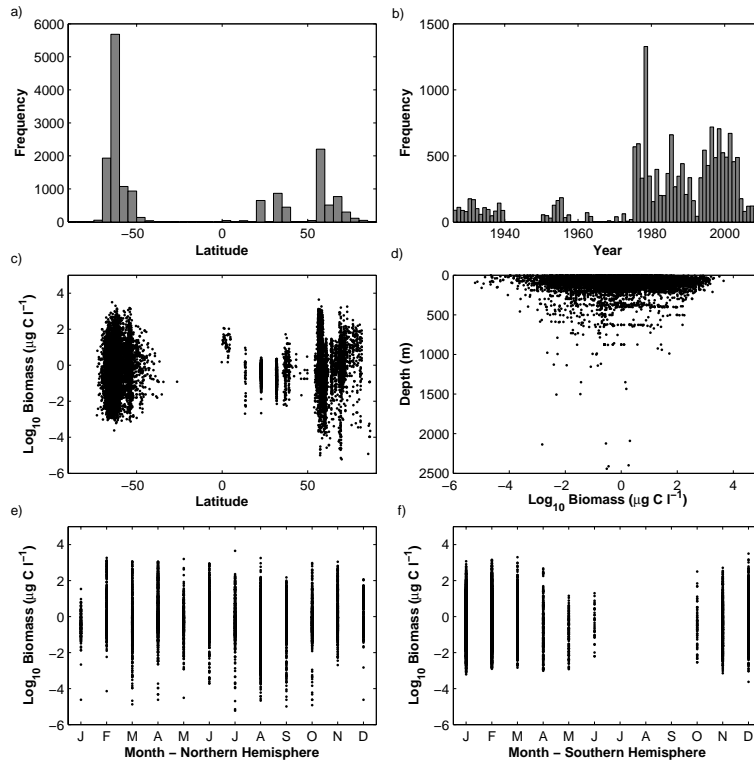 a)
6000
5000
4000
3000
2000
1000
0
Frequency
−50 0 50
Latitude
b)
1500
1000
500
0
Frequency
1940 1960 1980 2000
Year
c)
4
2
0
−2
−4
−6
Log10 Biomass (μg C l−1)
−50 0 50
Latitude
d)
0
500
1000
1500
2000
2500
Depth (m)
−6 −4 −2 0 2 4
Log10 Biomass (μg C l−1)
e)
4
2
0
−2
−4
−6
Log10 Biomass (μg C l−1)
J F M A M J J A S O N D
Month − Northern Hemisphere
f)
4
2
0
−2
−4
−6
Log10 Biomass (μg C l−1)
J F M A M J J A S O N D
Month − Southern Hemisphere